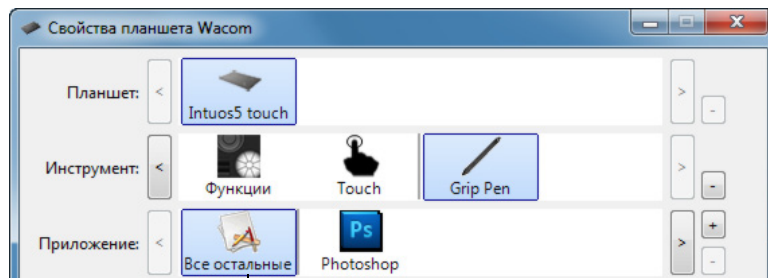 Свойства планшета Wacom
Планшет: < Intuos5 touch > -
Инструмент: < Функции Touch Grip Pen > -
Приложение: < Все остальные Ps Photoshop > + -